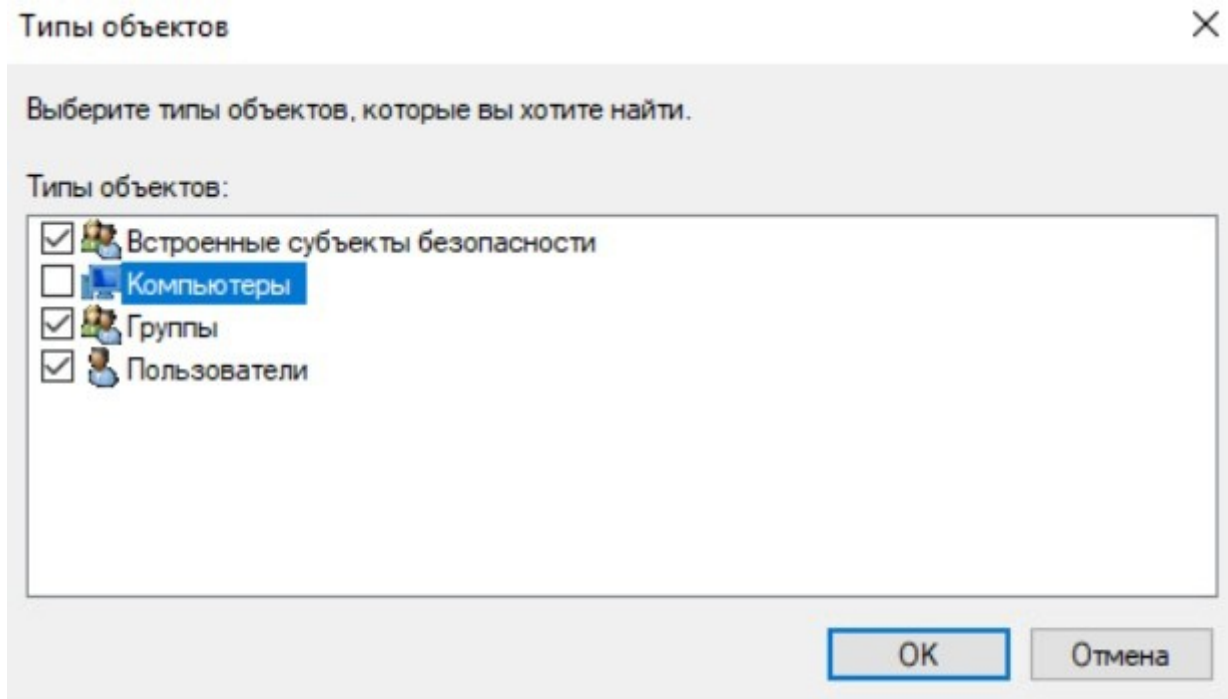 Типы объектов
Выберите типы объектов, которые вы хотите найти.
Типы объектов:
Встроенные субъекты безопасности
Компьютеры
Группы
Пользователи
OK
Отмена